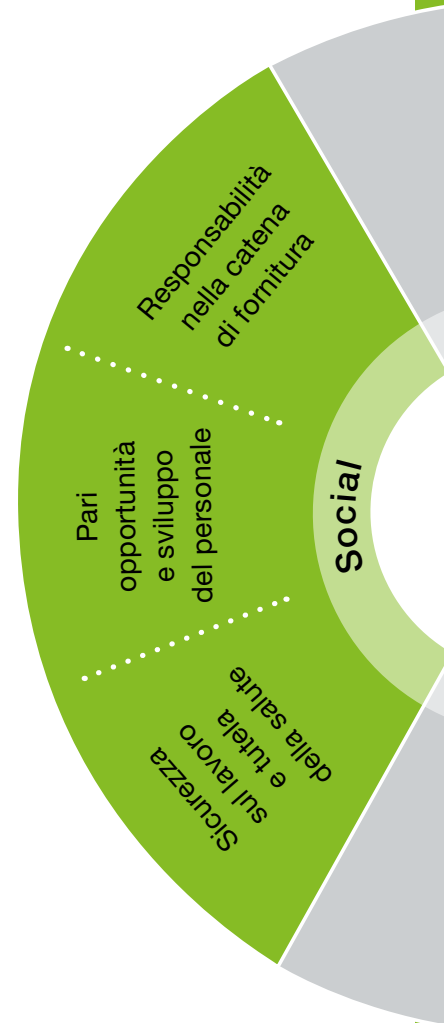 Responsabilità
nella catena
di fornitura
Pari
opportunità
e sviluppo
del personale
Social
Sicurezza
sul lavoro
e tutela
della salute